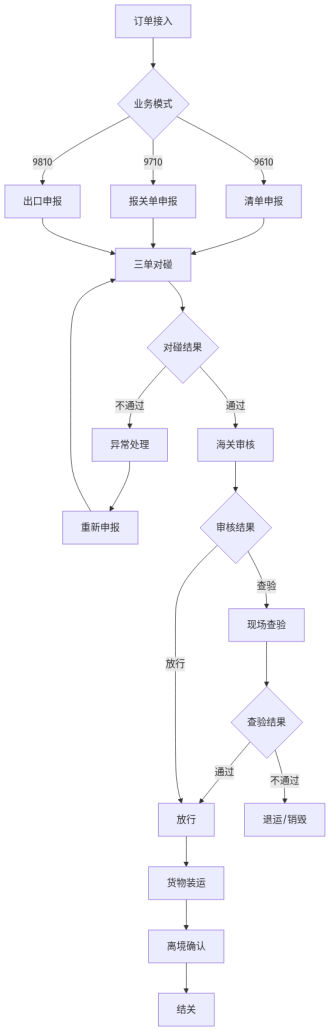 订单接入
业务模式
9810
9710
9610
出口申报
报关单申报
清单申报
三单对碰
对碰结果
不通过
通过
异常处理
海关审核
重新申报
审核结果
查验
现场查验
放行
查验结果
通过
不通过
放行
退运/销毁
货物装运
离境确认
结关